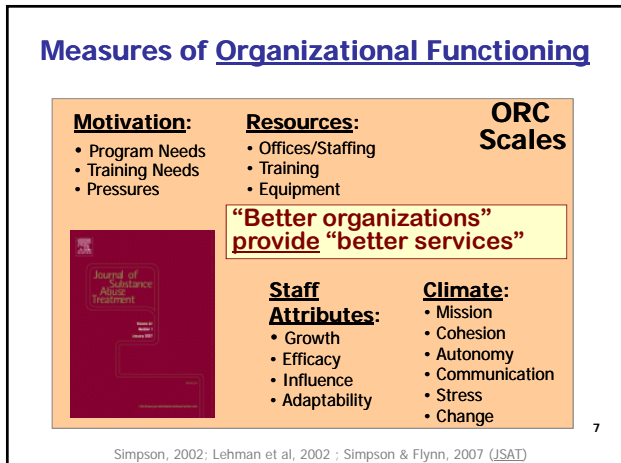 Measures of Organizational Functioning
ORC
Scales
Motivation:
• Program Needs
• Training Needs
• Pressures
Resources:
• Offices/Staffing
• Training
• Equipment
“Better organizations”
provide “better services”
Journal of
Substance
Abuse
Treatment
January 2007
Staff
Attributes:
• Growth
• Efficacy
• Influence
• Adaptability
Climate:
• Mission
• Cohesion
• Autonomy
• Communication
• Stress
• Change
7
Simpson, 2002; Lehman et al, 2002 ; Simpson & Flynn, 2007 (JSAT)